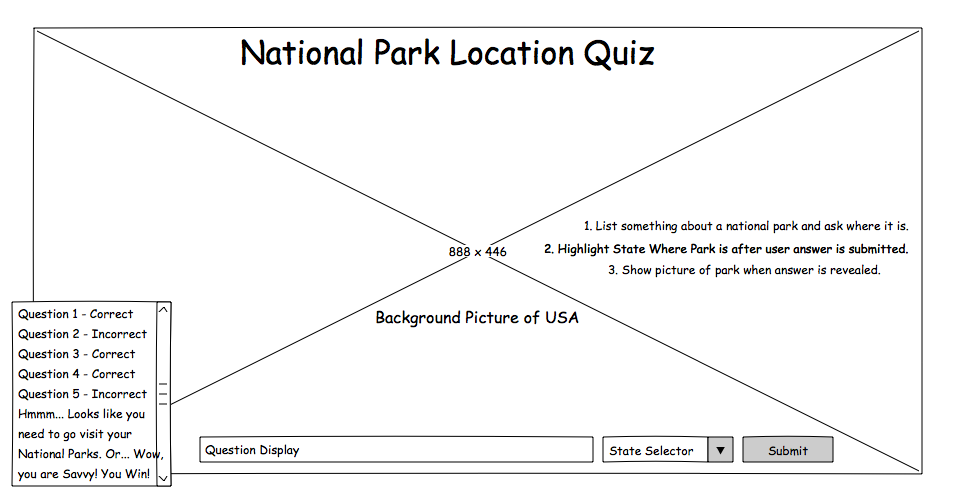 National Park Location Quiz
1. List something about a national park and ask where it is.
888 x 446
2. Highlight State Where Park is after user answer is submitted.
3. Show picture of park when answer is revealed.
Background Picture of USA
Question 1 - Correct
Question 2 - Incorrect
Question 3 - Correct
Question 4 - Correct
Question 5 - Incorrect
Hmmm... Looks like you
need to go visit your
National Parks. Or... Wow,
you are Savvy! You Win!
Question Display
State Selector
Submit